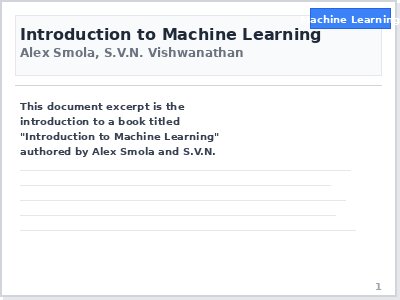 Machine Learning
Introduction to Machine Learning
Alex Smola, S.V.N. Vishwanathan
This document excerpt is the
introduction to a book titled
"Introduction to Machine Learning"
authored by Alex Smola and S.V.N.
1